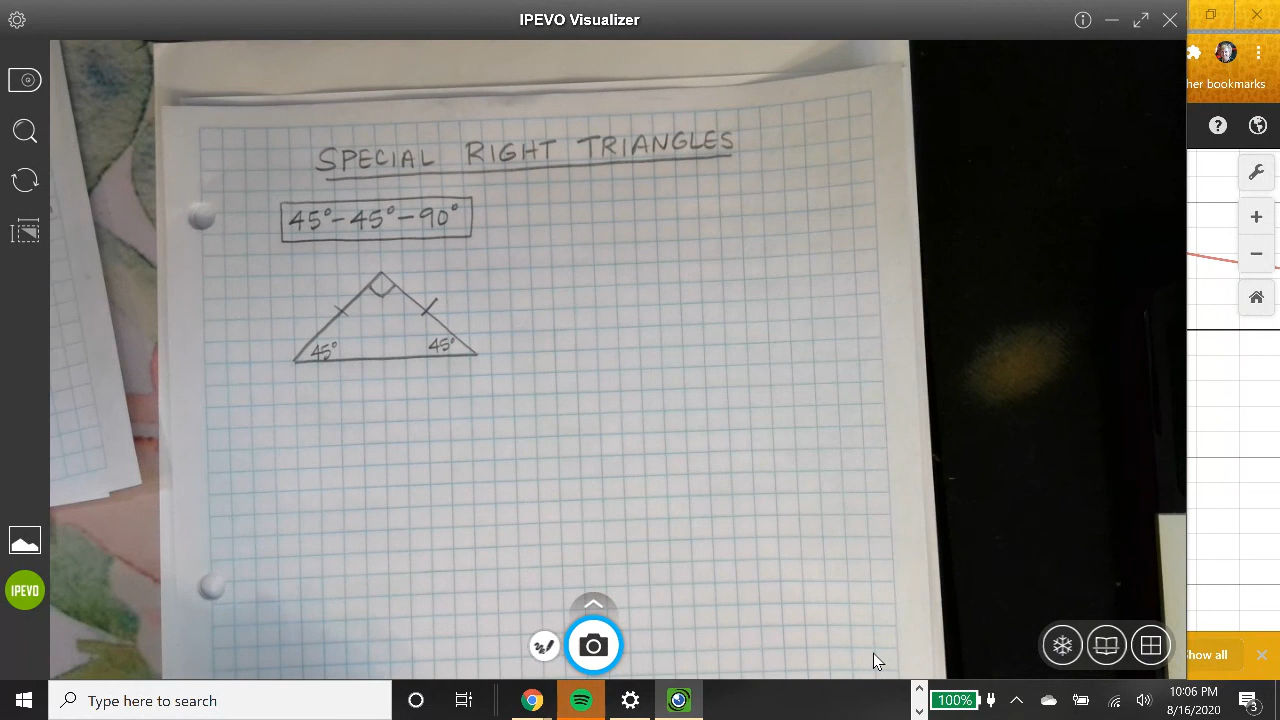 IPEVO Visualizer
her bookmarks
SPECIAL RIGHT TRIANGLES
45°-45°-90°
45° 45°
IPEVO
Show all
Type here to search
100%
10:06 PM
8/16/2020
3